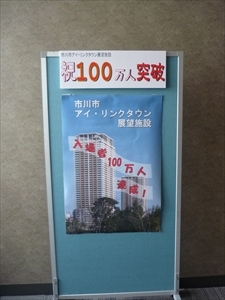 市川市アイ・リンクタウン展望施設
祝100万人突破
市川市
アイ・リンクタウン
展望施設
入場者
100万人
達成！